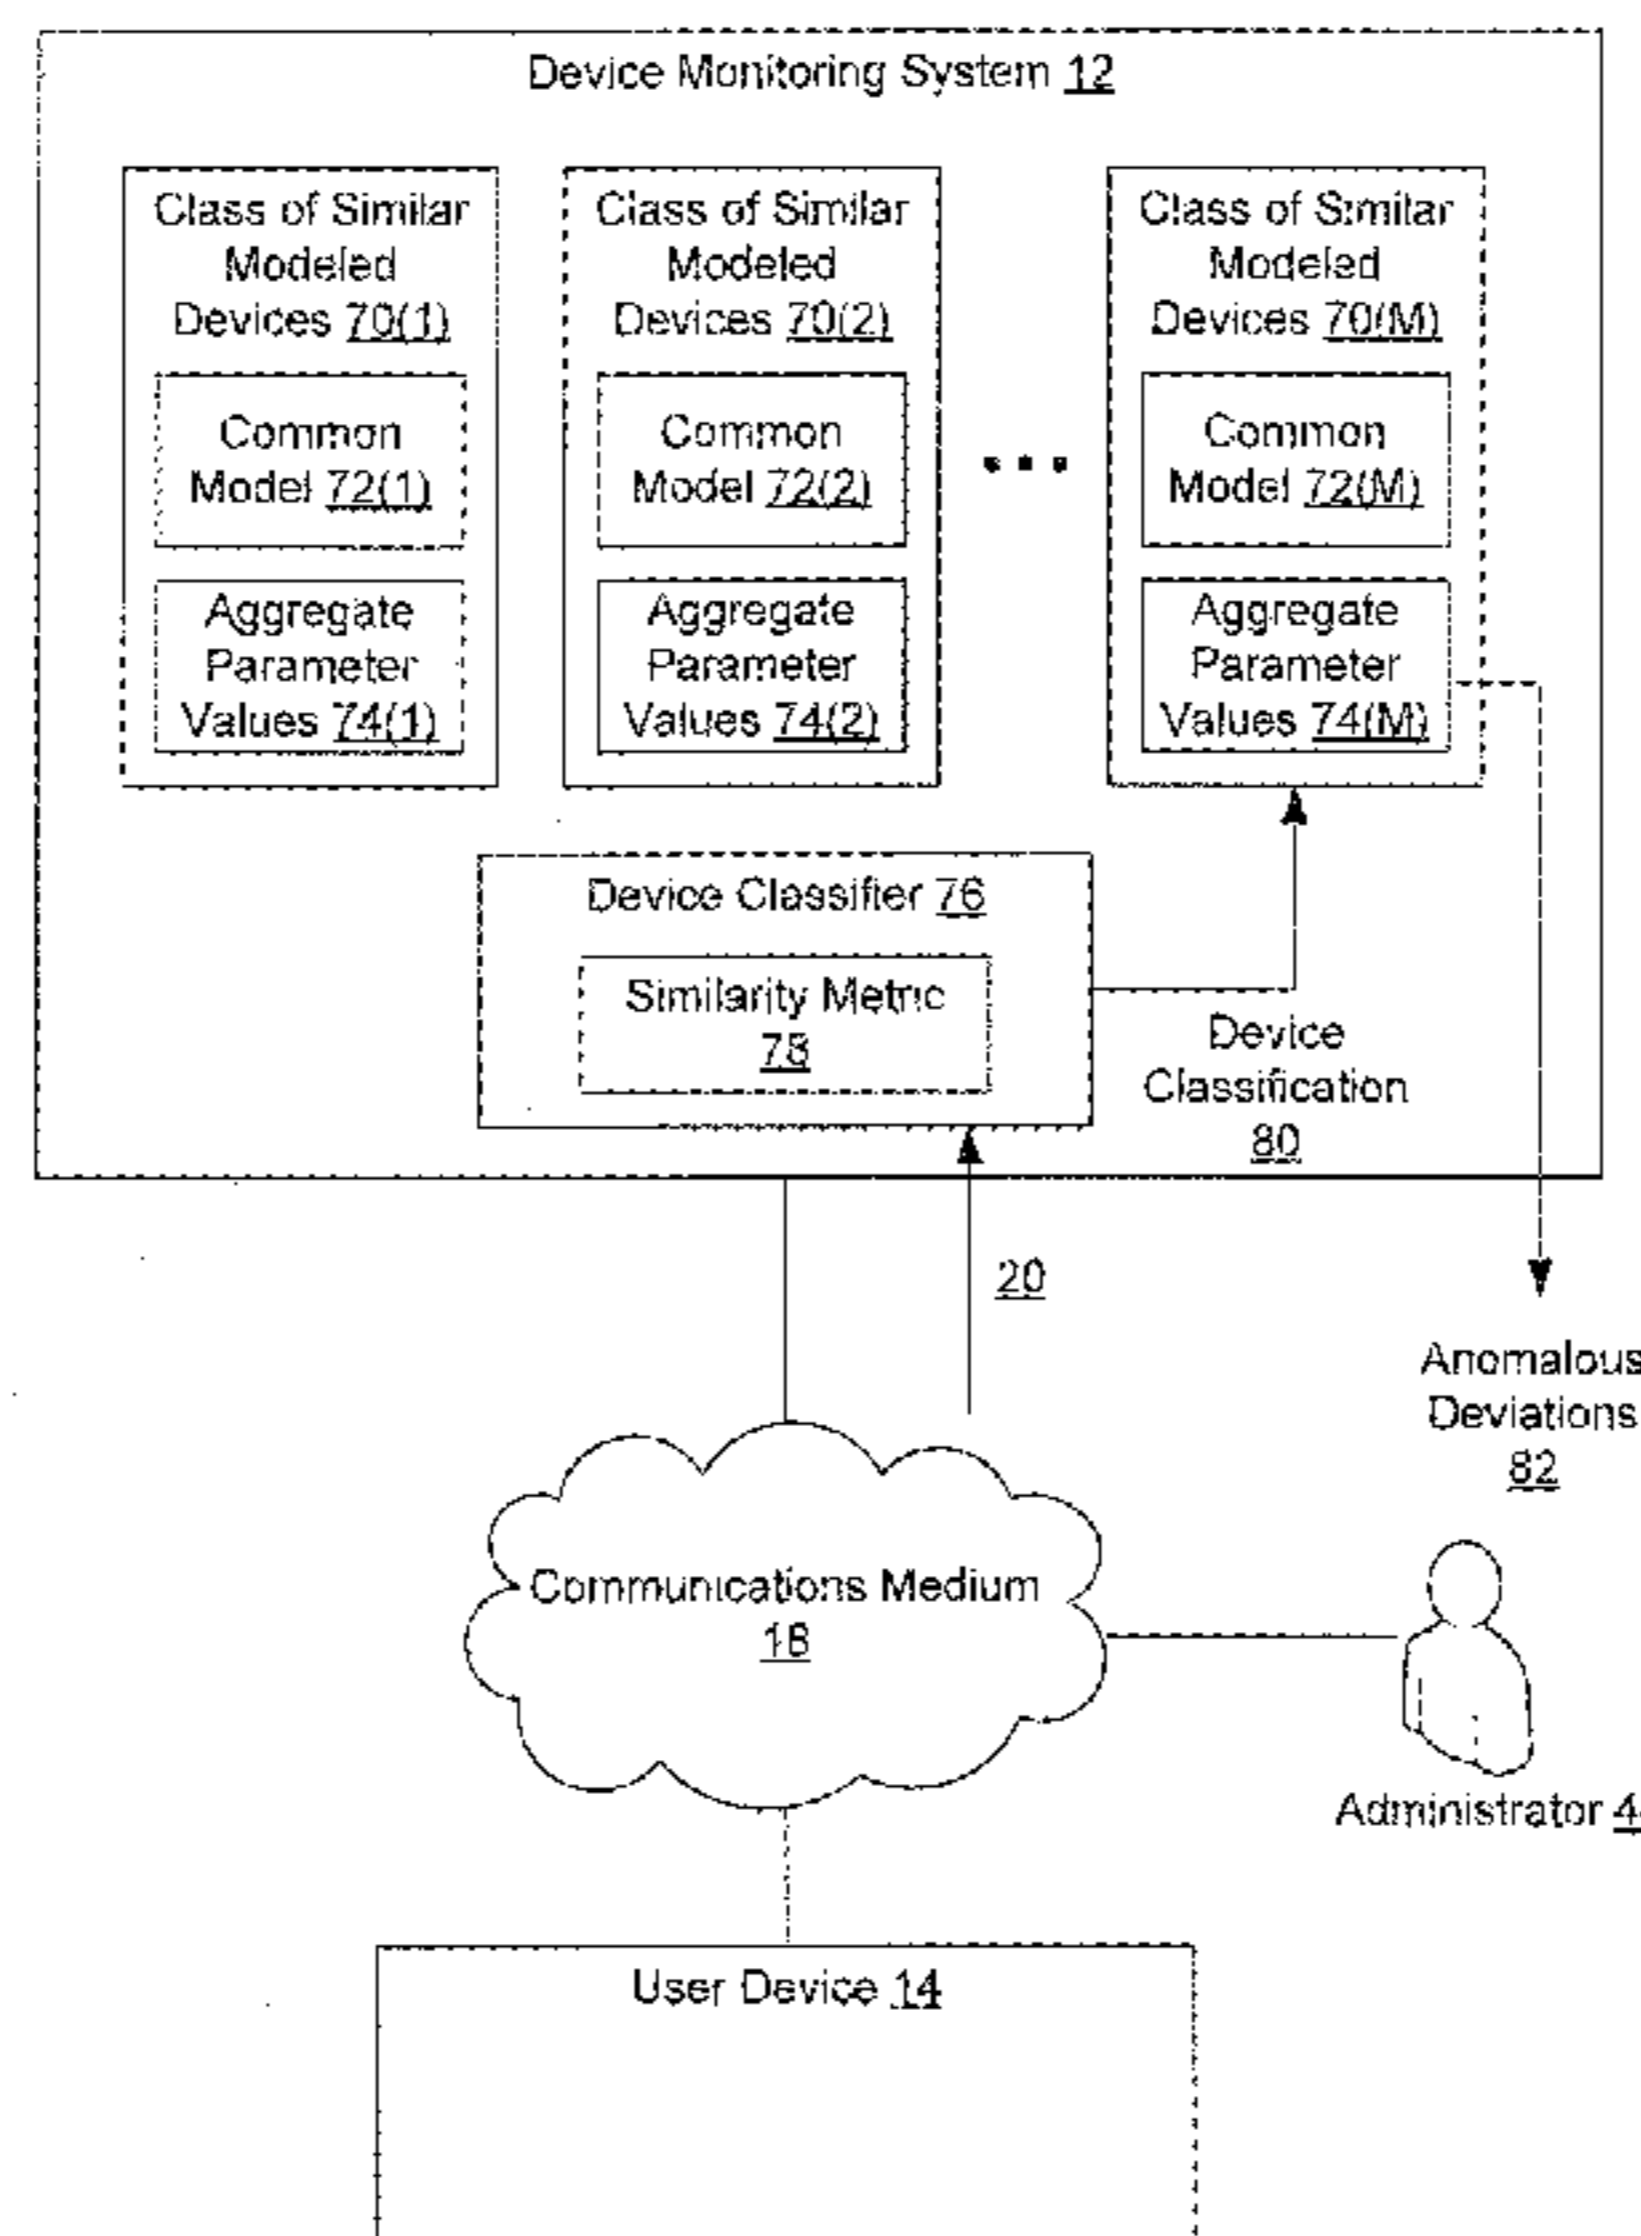 Device Monitoring System 12
Class of Similar
Modeled
Devices 70(1)
Common
Model 72(1)
Aggregate
Parameter
Values 74(1)
Class of Similar
Modeled
Devices 70(2)
Common
Model 72(2)
Aggregate
Parameter
Values 74(2)
Class of Similar
Modeled
Devices 70(M)
Common
Model 72(M)
Aggregate
Parameter
Values 74(M)
Device Classifier 76
Similarity Metric
78
Device
Classification
80
20
Anomalous
Deviations
82
Communications Medium
18
Administrator
User Device 14